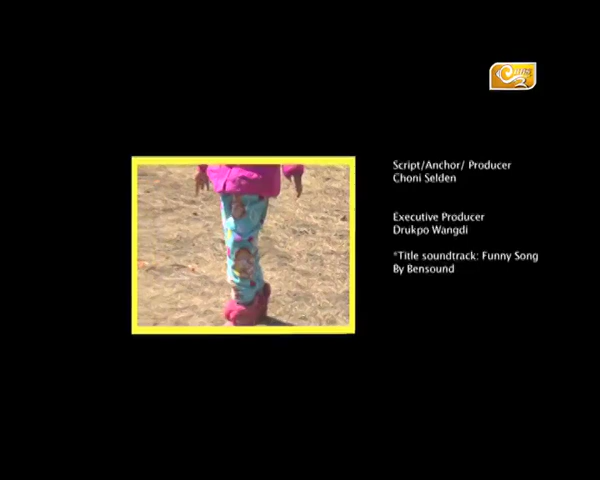 Script/Anchor/ Producer
Choni Selden
Executive Producer
Drukpo Wangdi
*Title soundtrack: Funny Song
By Bensound